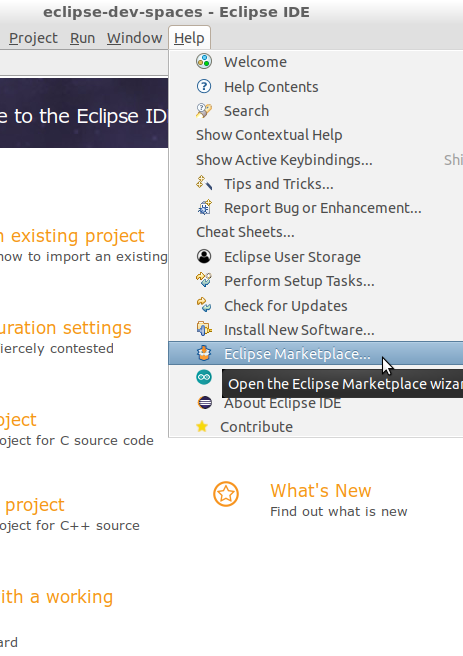 eclipse-dev-spaces - Eclipse IDE
Project Run Window Help
Welcome
Help Contents
e to the Eclipse ID
Search
Show Contextual Help
Show Active Keybindings... Shi
Tips and Tricks...
Report Bug or Enhancement...
Cheat Sheets...
n existing project
how to import an existing
Eclipse User Storage
Perform Setup Tasks...
Check for Updates
Install New Software...
uration settings
iercely contested
Eclipse Marketplace...
Open the Eclipse Marketplace wizar
About Eclipse IDE
Contribute
oject
oject for C source code
project
oject for C++ source
What's New
Find out what is new
ith a working
ard